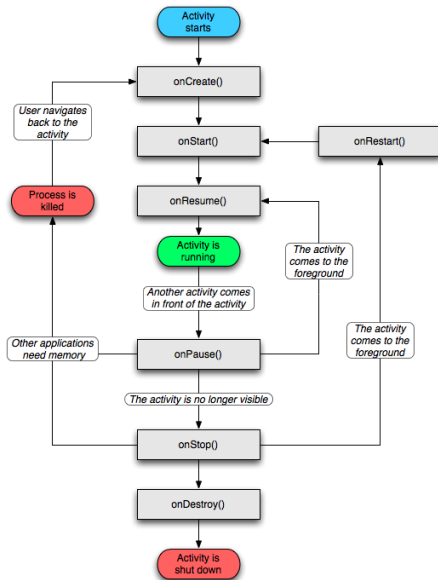 Activity
starts
onCreate()
User navigates
back to the
activity
onStart()
onRestart()
Process is
killed
onResume()
Activity is
running
The activity
comes to the
foreground
Another activity comes
in front of the activity
Other applications
need memory
onPause()
The activity
comes to the
foreground
The activity is no longer visible
onStop()
onDestroy()
Activity is
shut down